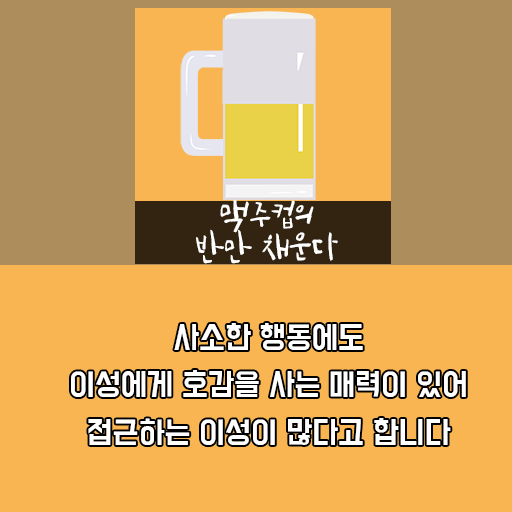 맥주컵의
반만 채운다
사소한 행동에도
이성에게 호감을 사는 매력이 있어
접근하는 이성이 많다고 합니다